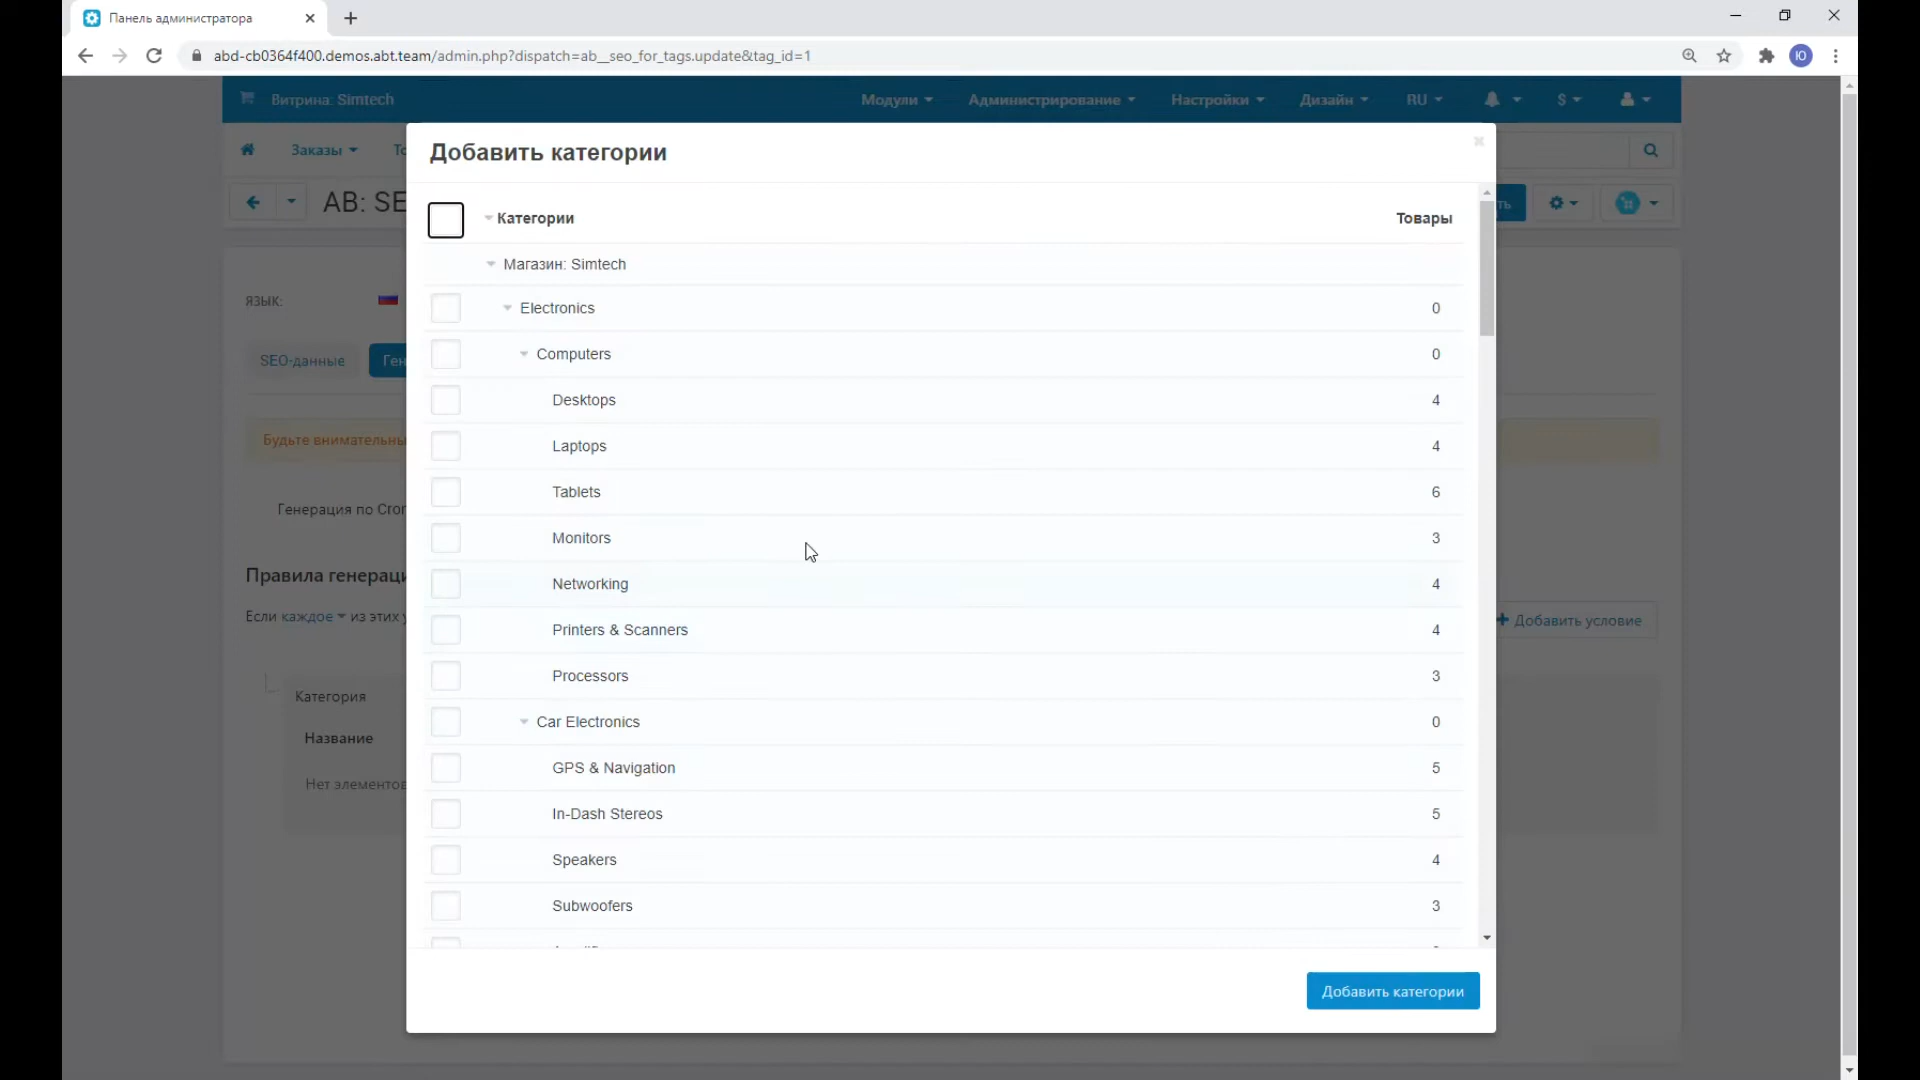 Панель администратора
abd-cb0364f400.demos.abt.team/admin.php?dispatch=ab__seo_for_tags.update&tag_id=1
Ю
Витрина: Simtech
Модули
Администрирование
Настройки
Дизайн
RU
$
Заказы
Добавить категории
AB: SE
ть
Категории
Товары
Магазин: Simtech
ЯЗЫК:
Electronics 0
SEO-данные
Ген
Computers 0
Desktops 4
Будьте внимательны
Laptops 4
Tablets 6
Генерация по Cron
Monitors 3
Правила генераци
Networking 4
Если каждое из этих у
Добавить условие
Printers & Scanners 4
Processors 3
Категория
Car Electronics 0
Название
GPS & Navigation 5
Нет элементов
In-Dash Stereos 5
Speakers 4
Subwoofers 3
Добавить категории